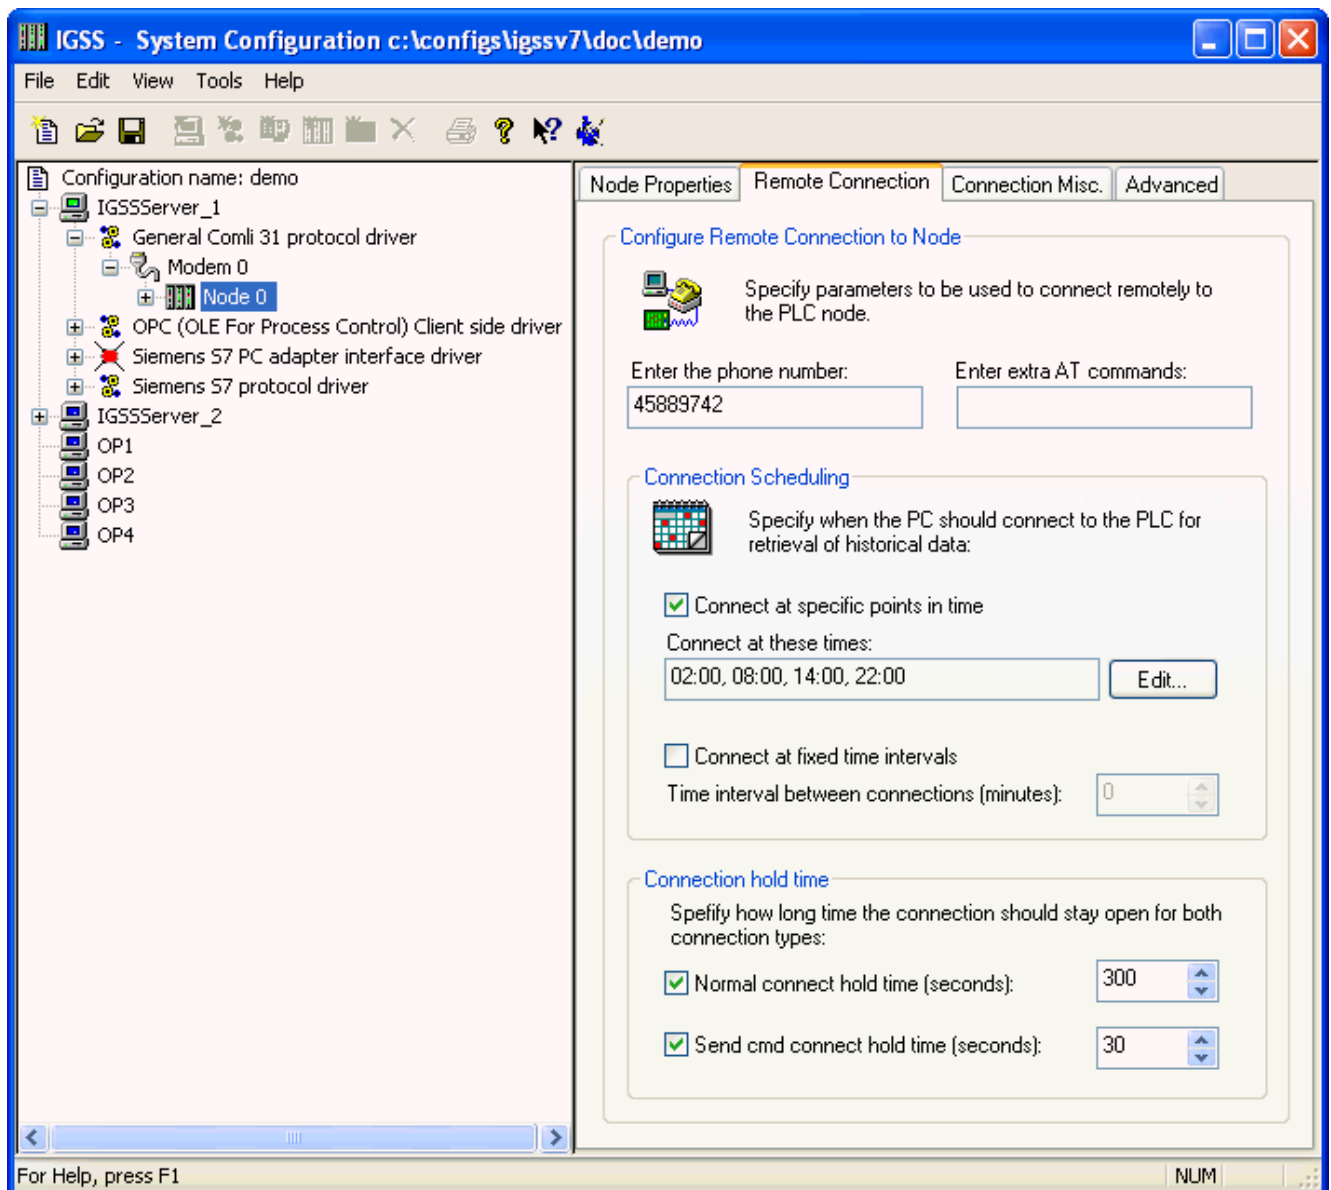 IGSS - System Configuration c:\configs\igssv7\doc\demo
File Edit View Tools Help
Configuration name: demo
IGSSServer_1
General Comli 31 protocol driver
Modem 0
Node 0
OPC (OLE For Process Control) Client side driver
Siemens S7 PC adapter interface driver
Siemens S7 protocol driver
IGSSServer_2
OP1
OP2
OP3
OP4
Node Properties Remote Connection Connection Misc. Advanced
Configure Remote Connection to Node
Specify parameters to be used to connect remotely to
the PLC node.
Enter the phone number: Enter extra AT commands:
45889742
Connection Scheduling
Specify when the PC should connect to the PLC for
retrieval of historical data:
Connect at specific points in time
Connect at these times:
02:00, 08:00, 14:00, 22:00 Edit...
Connect at fixed time intervals
Time interval between connections (minutes): 0
Connection hold time
Spefify how long time the connection should stay open for both
connection types:
Normal connect hold time (seconds): 300
Send cmd connect hold time (seconds): 30
For Help, press F1 NUM